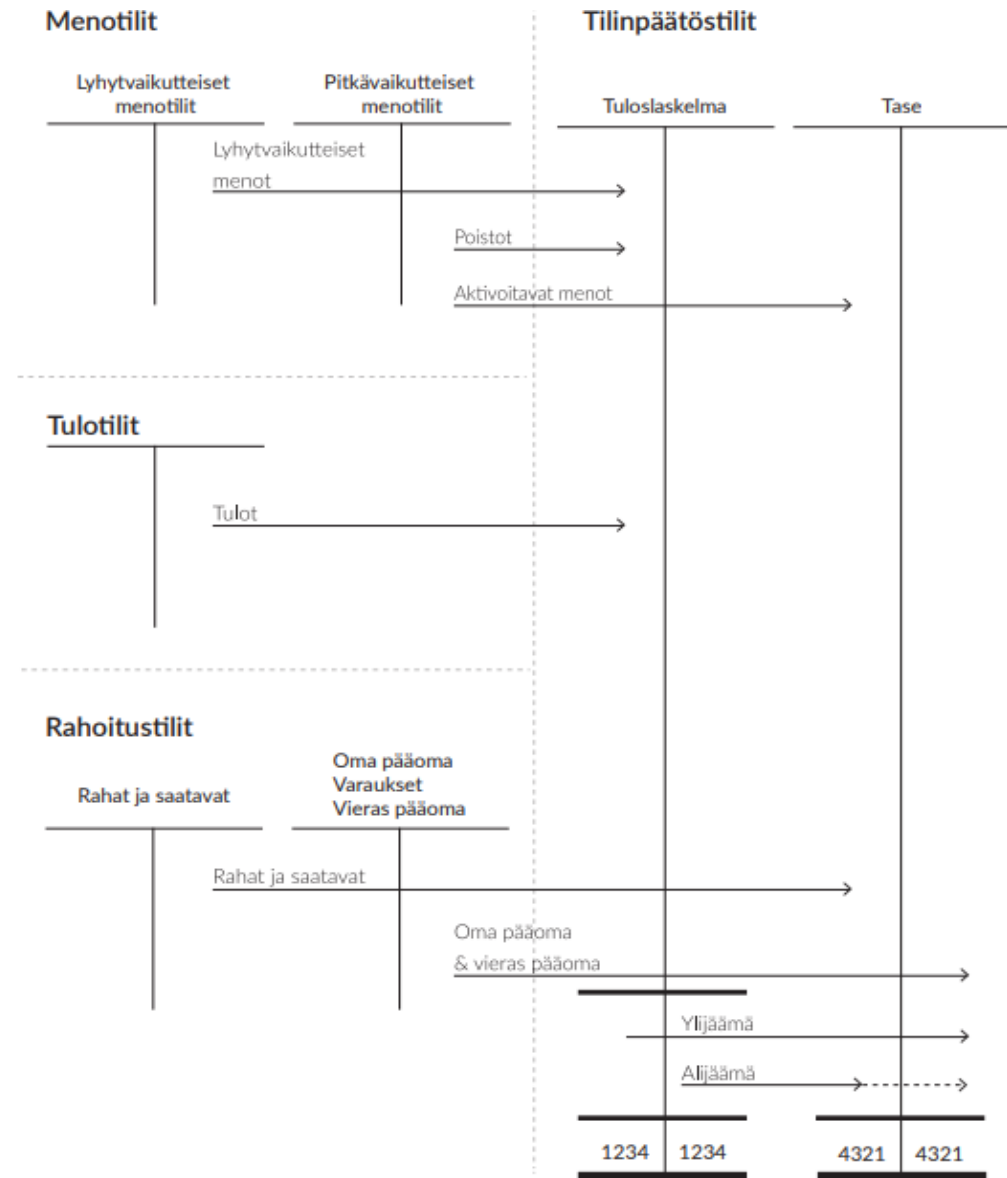 Menotilit
Tilinpäätöstilit
Lyhytvaikutteiset
menotilit
Pitkävaikutteiset
menotilit
Tuloslaskelma
Tase
Lyhytvaikutteiset
menot
Poistot
Aktivoitavat menot
Tulotilit
Tulot
Rahoitustilit
Rahat ja saatavat
Oma pääoma
Varaukset
Vieras pääoma
Rahat ja saatavat
Oma pääoma
& vieras pääoma
Ylijäämä
Alijäämä
1234
1234
4321
4321